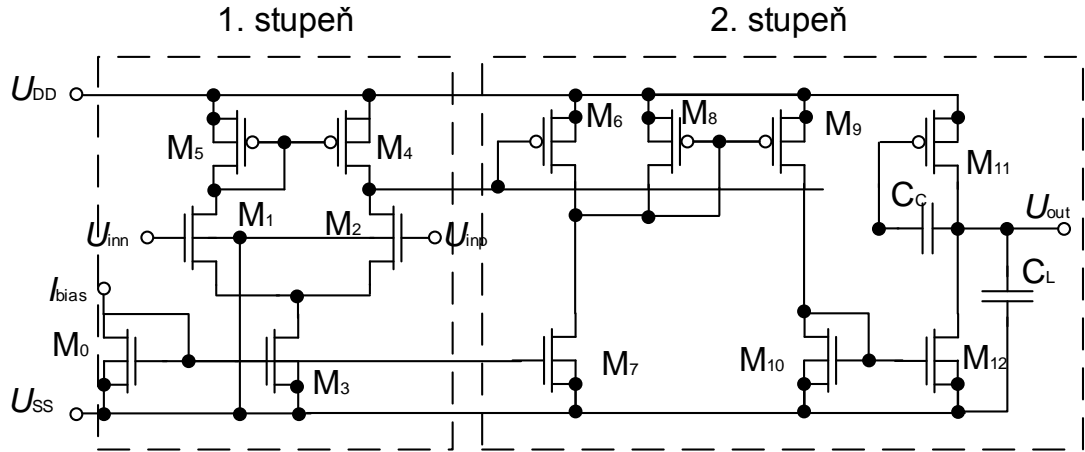 1. stupeň 2. stupeň
UDD
M5 M4 M6 M8 M9 M11
M1 M2
Uinn Uinp CC Uout
Ibias CL
M0 M3 M7 M10 M12
USS